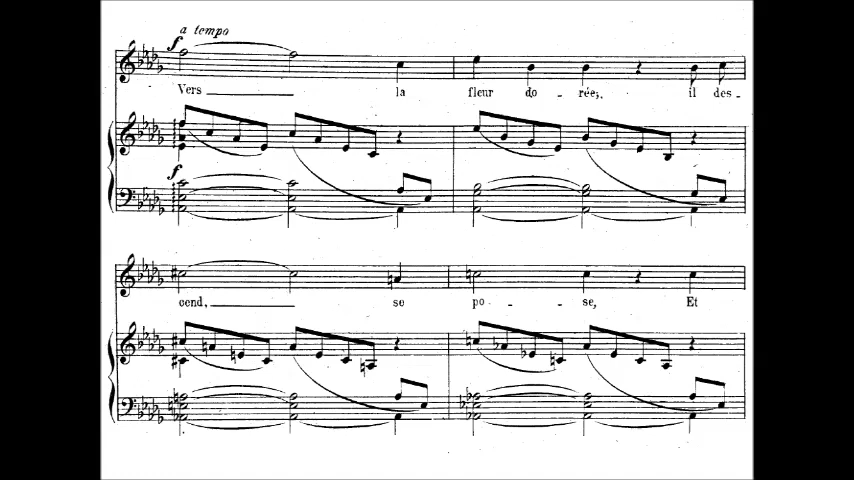 a tempo
f
Vers la fleur do - rée; il des-
f
cend, se po - se, Et